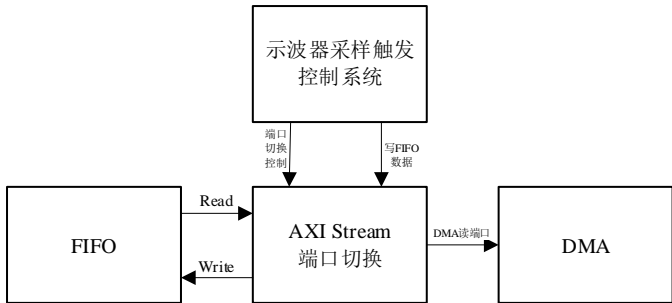 示波器采样触发
控制系统
端口
切换
控制
写FIFO
数据
Read
FIFO
Write
AXI Stream
端口切换
DMA读端口
DMA